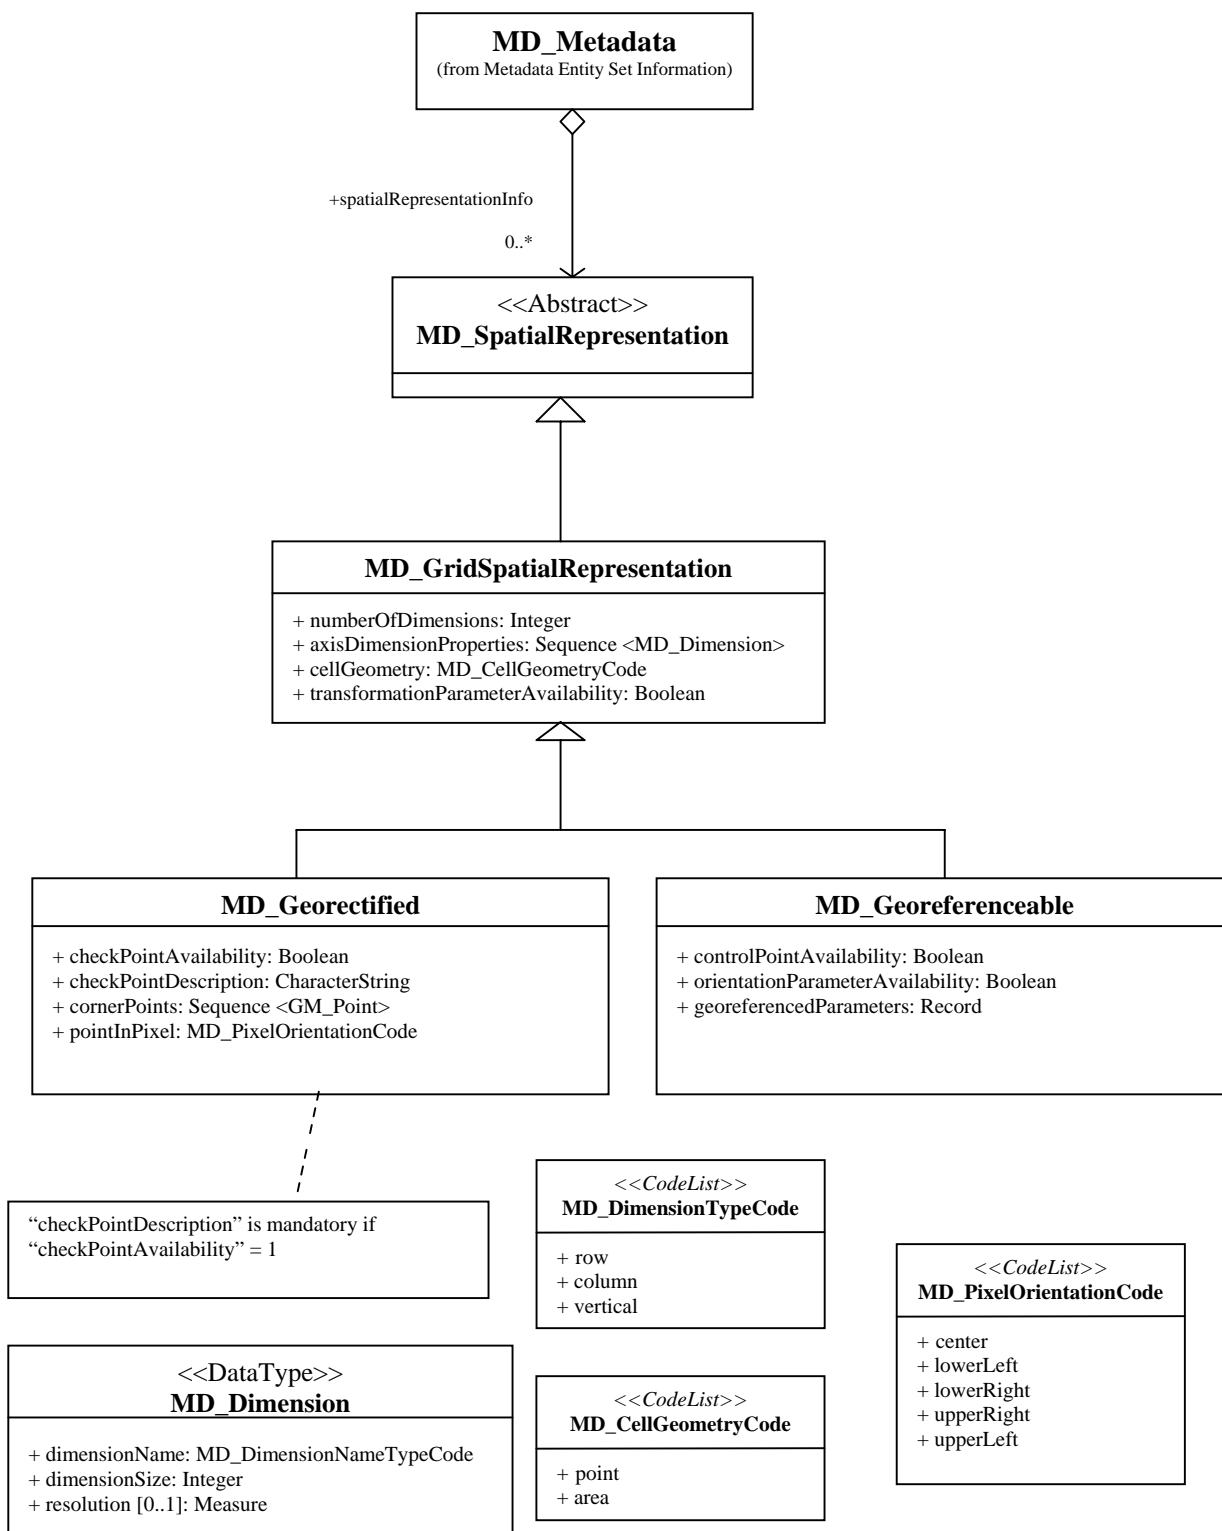 MD_Metadata
(from Metadata Entity Set Information)
+spatialRepresentationInfo
0..*
<<Abstract>>
MD_SpatialRepresentation
MD_GridSpatialRepresentation
+ numberOfDimensions: Integer
+ axisDimensionProperties: Sequence <MD_Dimension>
+ cellGeometry: MD_CellGeometryCode
+ transformationParameterAvailability: Boolean
MD_Georectified
+ checkPointAvailability: Boolean
+ checkPointDescription: CharacterString
+ cornerPoints: Sequence <GM_Point>
+ pointInPixel: MD_PixelOrientationCode
MD_Georeferenceable
+ controlPointAvailability: Boolean
+ orientationParameterAvailability: Boolean
+ georeferencedParameters: Record
“checkPointDescription” is mandatory if
“checkPointAvailability” = 1
<<CodeList>>
MD_DimensionTypeCode
+ row
+ column
+ vertical
<<CodeList>>
MD_PixelOrientationCode
+ center
+ lowerLeft
+ lowerRight
+ upperRight
+ upperLeft
<<DataType>>
MD_Dimension
+ dimensionName: MD_DimensionNameTypeCode
+ dimensionSize: Integer
+ resolution [0..1]: Measure
<<CodeList>>
MD_CellGeometryCode
+ point
+ area